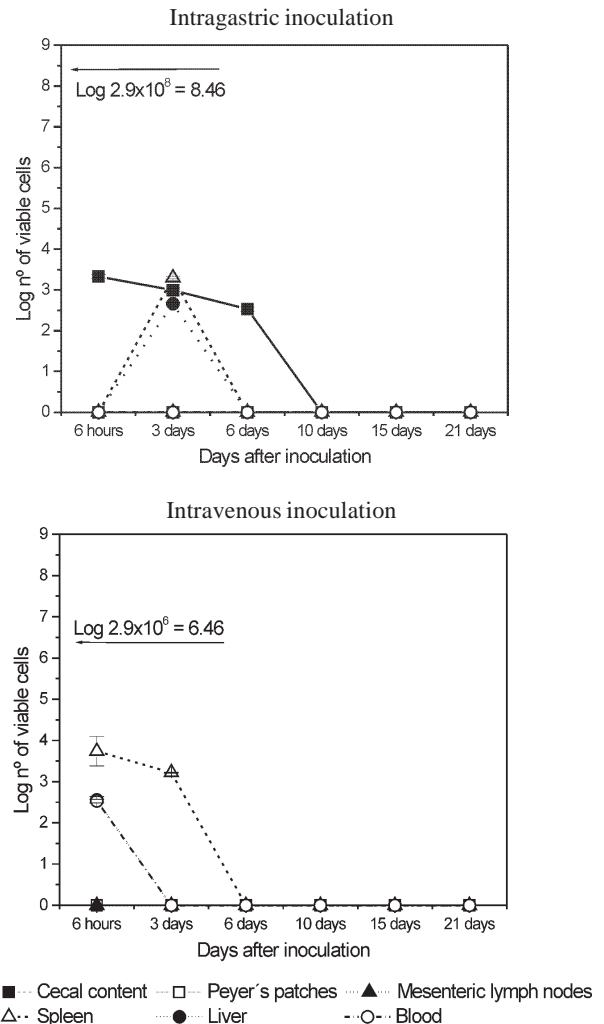 Intragastric inoculation
9
Log 2.9x10⁸ = 8.46
8
7
6
5
4
3
2
1
0
Log nº of viable cells
6 hours 3 days 6 days 10 days 15 days 21 days
Days after inoculation
Intravenous inoculation
9
8
7
Log 2.9x10⁶ = 6.46
6
5
4
3
2
1
0
Log nº of viable cells
6 hours 3 days 6 days 10 days 15 days 21 days
Days after inoculation
Cecal content Peyer´s patches Mesenteric lymph nodes
Spleen Liver Blood